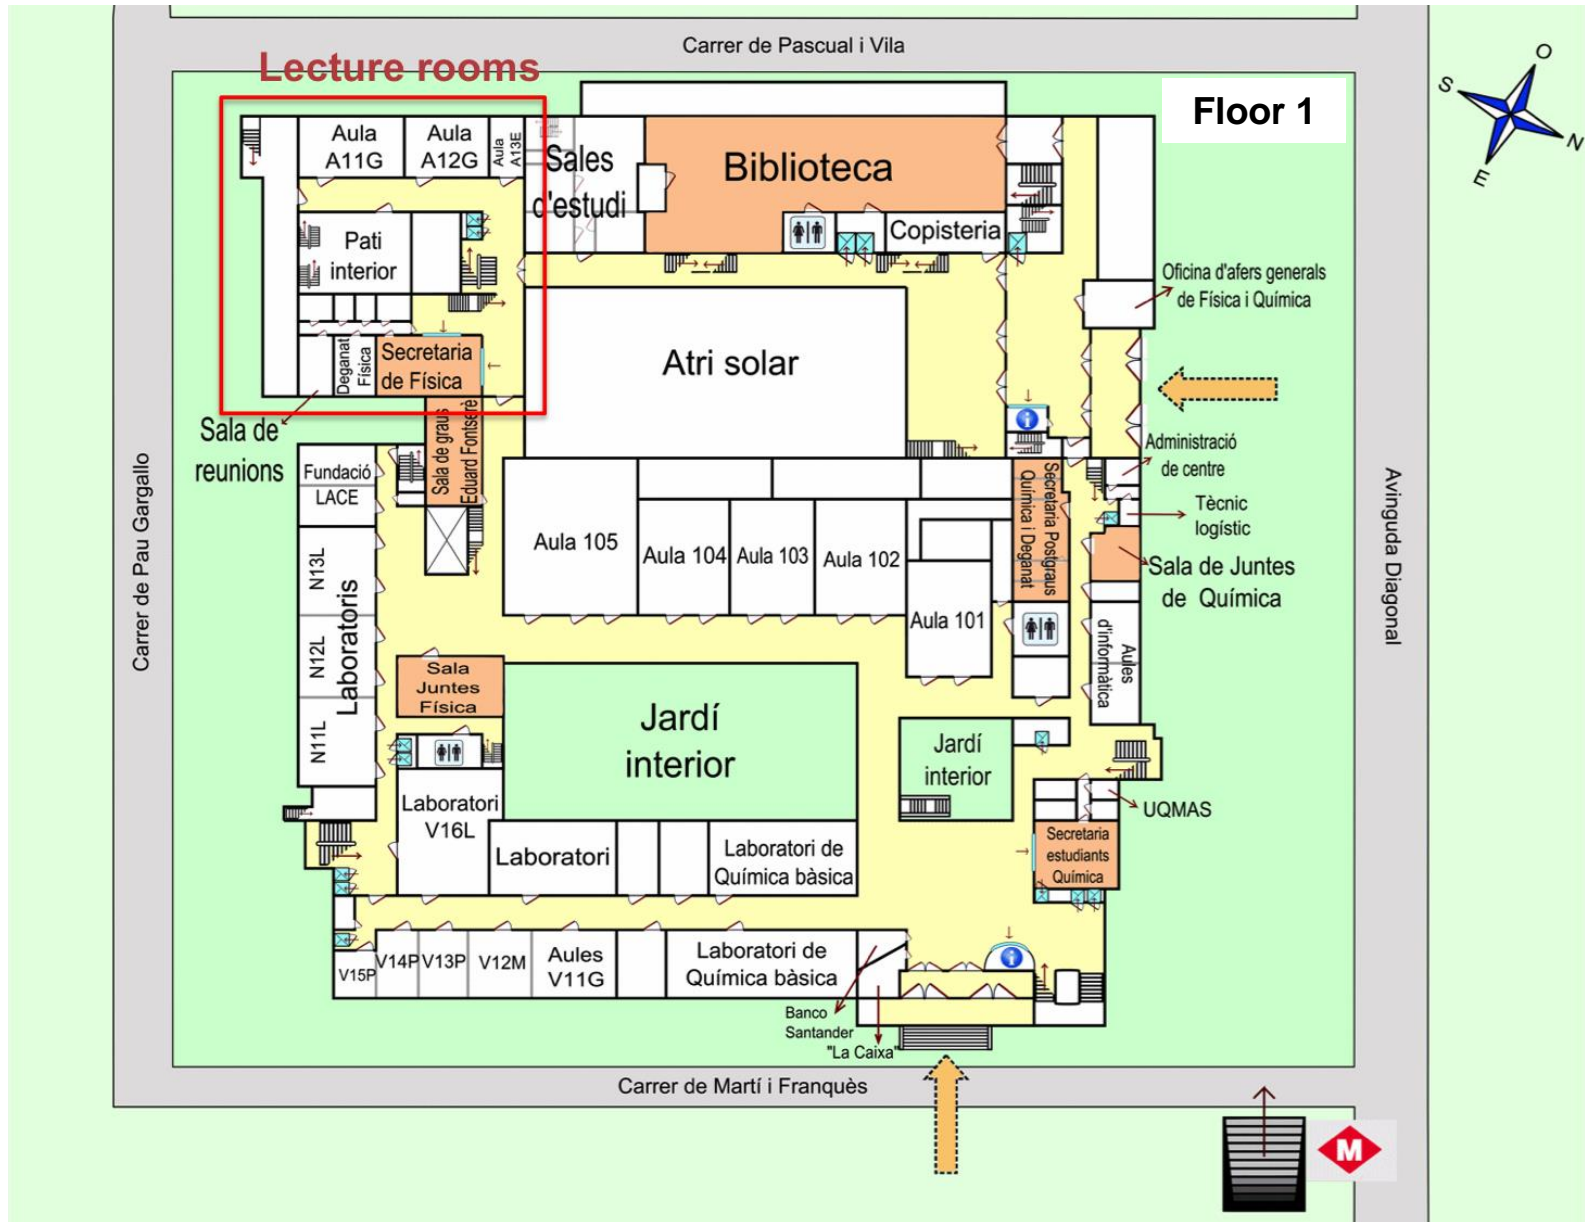 Carrer de Pascual i Vila
Lecture rooms
Floor 1
O
S
N
E
Aula
A11G
Aula
A12G
Aula
A13E
Sales
d'estudi
Biblioteca
Copisteria
Pati
interior
Oficina d'afers generals
de Física i Química
Deganat
Física
Secretaria
de Física
Atri solar
Sala de
reunions
Sala de graus
Eduard Fontserè
i
Administració
de centre
Tècnic
logístic
Sala de Juntes
de Química
Fundació
LACE
N13L
N12L
N11L
Laboratoris
Aula 105
Aula 104
Aula 103
Aula 102
Aula 101
Secretaria Postgraus
Química i Deganat
Aules
d'informàtica
Carrer de Pau Gargallo
Avinguda Diagonal
Sala
Juntes
Física
Jardí
interior
Jardí
interior
UQMAS
Secretaria
estudiants
Química
Laboratori
V16L
Laboratori
Laboratori de
Química bàsica
V15P
V14P
V13P
V12M
Aules
V11G
Laboratori de
Química bàsica
i
Banco
Santander
"La Caixa"
Carrer de Martí i Franquès
M